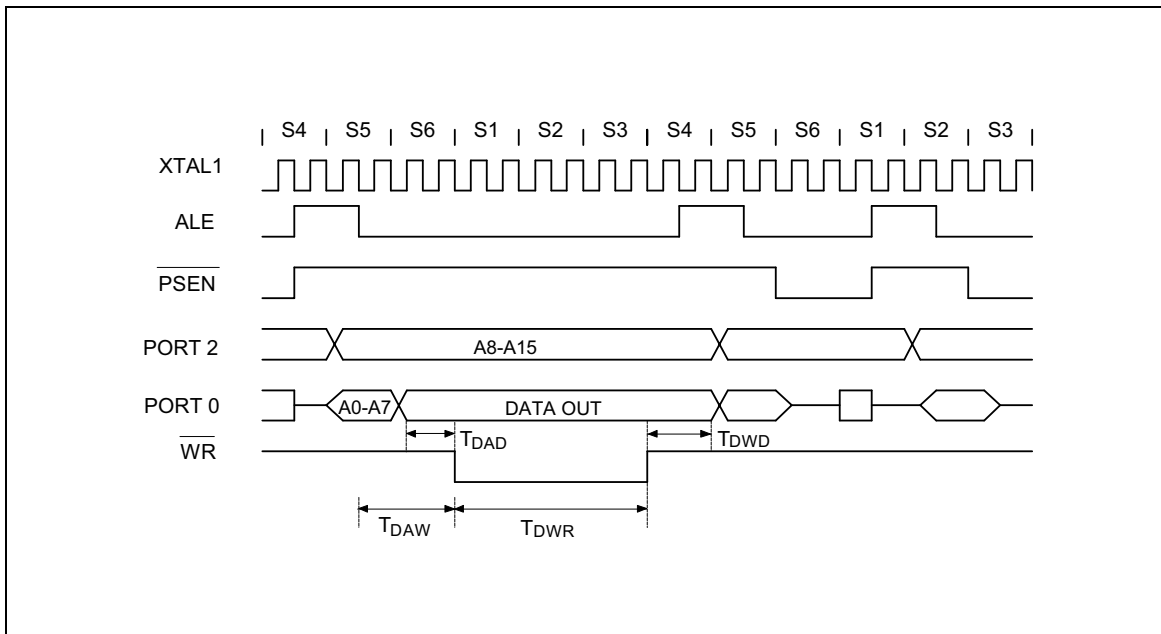 | S4 | S5 | S6 | S1 | S2 | S3 | S4 | S5 | S6 | S1 | S2 | S3 |
XTAL1
ALE
PSEN
PORT 2 A8-A15
PORT 0 A0-A7 DATA OUT
WR TDAD TDWD
TDAW TDWR